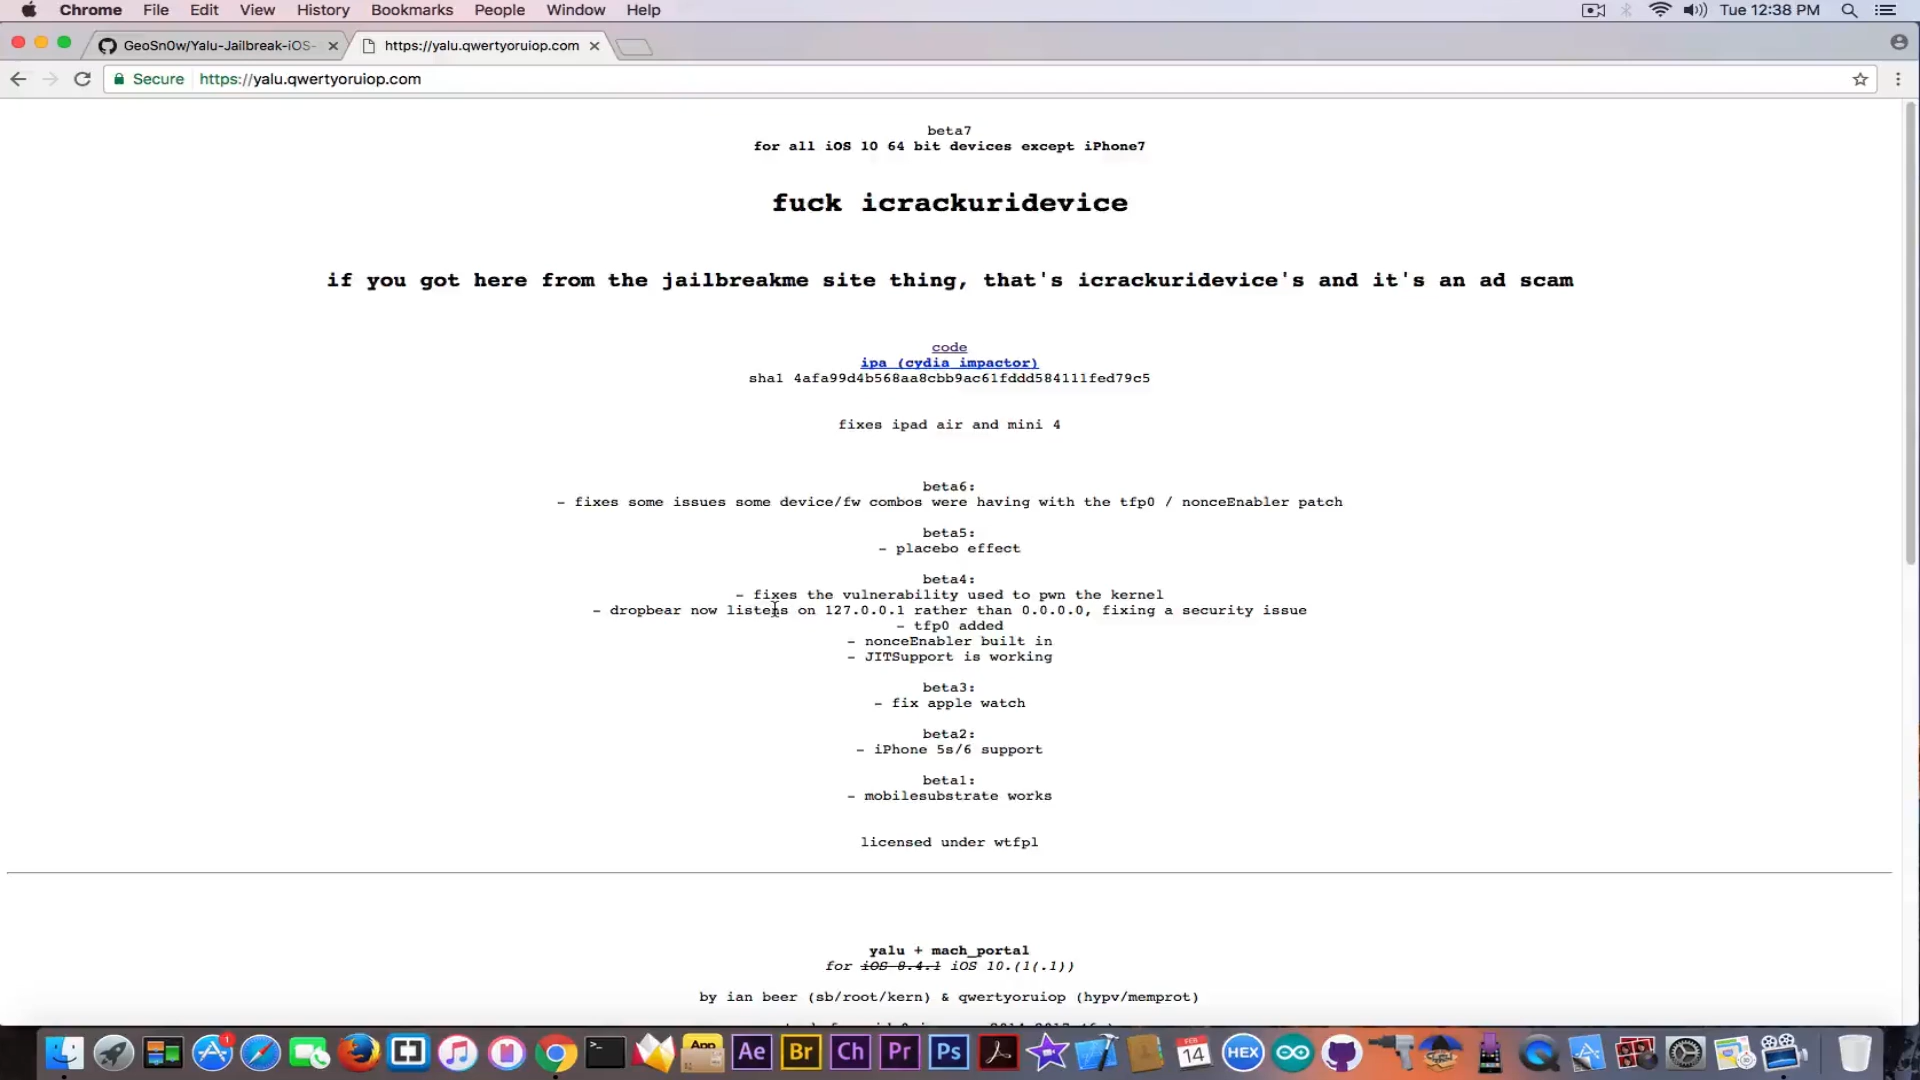 Chrome File Edit View History Bookmarks People Window Help Tue 12:38 PM
GeoSn0w/Yalu-Jailbreak-iOS- https://yalu.qwertyoruiop.com
Secure https://yalu.qwertyoruiop.com
beta7
for all iOS 10 64 bit devices except iPhone7
fuck icrackuridevice
if you got here from the jailbreakme site thing, that's icrackuridevice's and it's an ad scam
code
ipa (cydia impactor)
sha1 4afa99d4b568aa8cbb9ac61fddd584111fed79c5
fixes ipad air and mini 4
beta6:
- fixes some issues some device/fw combos were having with the tfp0 / nonceEnabler patch
beta5:
- placebo effect
beta4:
- fixes the vulnerability used to pwn the kernel
- dropbear now listens on 127.0.0.1 rather than 0.0.0.0, fixing a security issue
- tfp0 added
- nonceEnabler built in
- JITSupport is working
beta3:
- fix apple watch
beta2:
- iPhone 5s/6 support
beta1:
- mobilesubstrate works
licensed under wtfpl
yalu + mach_portal
for iOS 8.4.1 iOS 10.(1(.1))
by ian beer (sb/root/kern) & qwertyoruiop (hypv/memprot)
1 App Ae Br Ch Pr Ps FEB 14 HEX